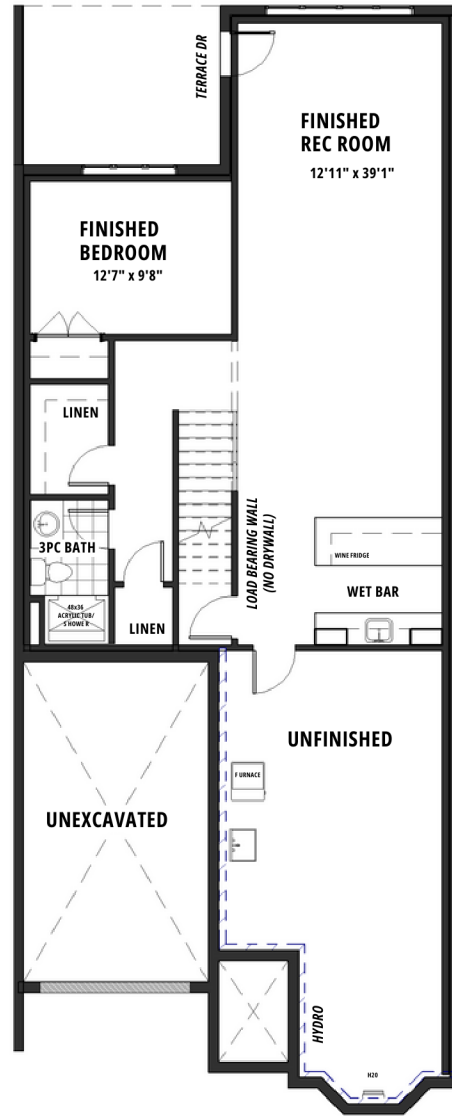 TERRACE DR
FINISHED
REC ROOM
12'11" x 39'1"
FINISHED
BEDROOM
12'7" x 9'8"
LINEN
3PC BATH
48x36
ACRYLIC TUB/
SHOWER
LINEN
LOAD BEARING WALL
(NO DRYWALL)
WINE FRIDGE
WET BAR
UNFINISHED
FURNACE
UNEXCAVATED
HYDRO
H20